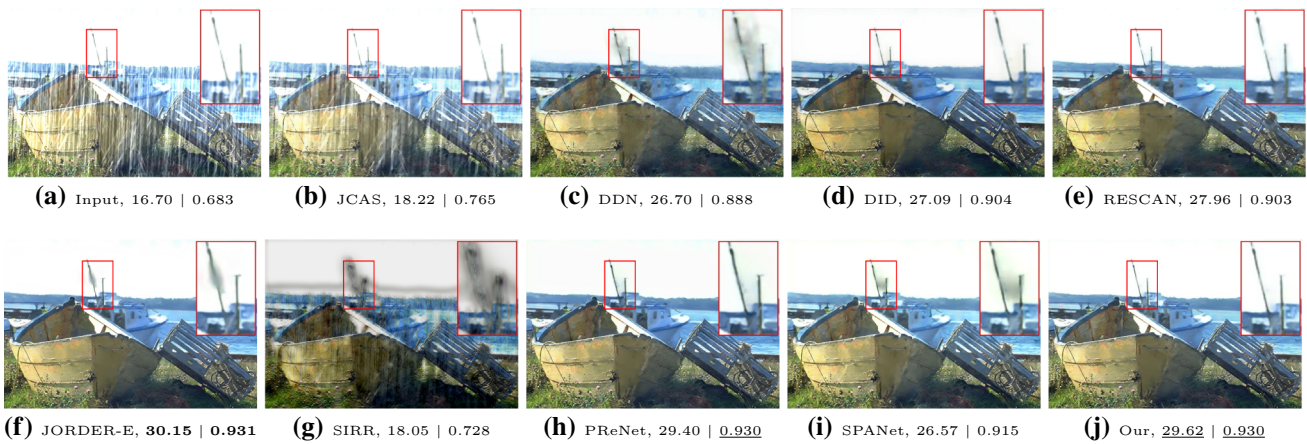 (a) Input, 16.70 | 0.683
(b) JCAS, 18.22 | 0.765
(c) DDN, 26.70 | 0.888
(d) DID, 27.09 | 0.904
(e) RESCAN, 27.96 | 0.903
(f) JORDER-E, 30.15 | 0.931
(g) SIRR, 18.05 | 0.728
(h) PReNet, 29.40 | 0.930
(i) SPANet, 26.57 | 0.915
(j) Our, 29.62 | 0.930